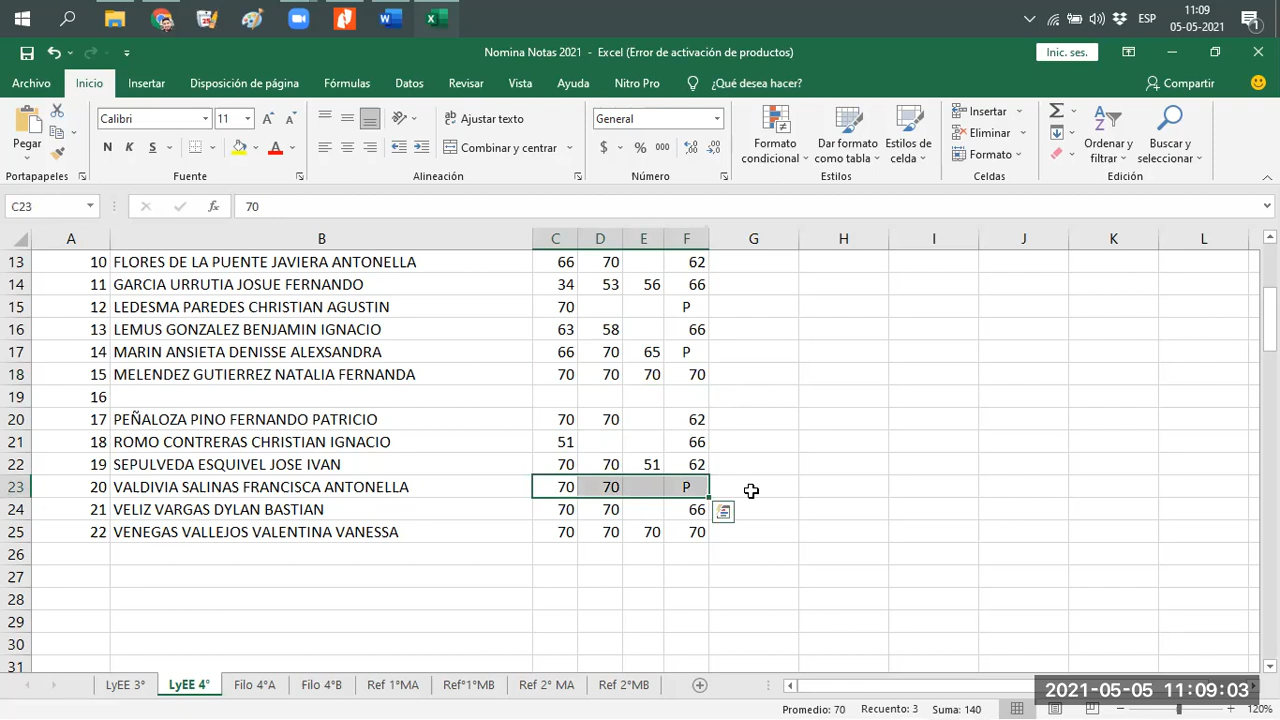 11:09
ESP
05-05-2021
Nomina Notas 2021 - Excel (Error de activación de productos)
Inic. ses.
Archivo Inicio Insertar Disposición de página Fórmulas Datos Revisar Vista Ayuda Nitro Pro ¿Qué desea hacer? Compartir
Pegar
Calibri 11
N K S
Ajustar texto
Combinar y centrar
General
$ % 000
Formato condicional
Dar formato como tabla
Estilos de celda
Insertar
Eliminar
Formato
Ordenar y filtrar
Buscar y seleccionar
Portapapeles Fuente Alineación Número Estilos Celdas Edición
C23 fx 70
A B C D E F G H I J K L
13 10 FLORES DE LA PUENTE JAVIERA ANTONELLA 66 70 62
14 11 GARCIA URRUTIA JOSUE FERNANDO 34 53 56 66
15 12 LEDESMA PAREDES CHRISTIAN AGUSTIN 70 P
16 13 LEMUS GONZALEZ BENJAMIN IGNACIO 63 58 66
17 14 MARIN ANSIETA DENISSE ALEXSANDRA 66 70 65 P
18 15 MELENDEZ GUTIERREZ NATALIA FERNANDA 70 70 70 70
19 16
20 17 PEÑALOZA PINO FERNANDO PATRICIO 70 70 62
21 18 ROMO CONTRERAS CHRISTIAN IGNACIO 51 66
22 19 SEPULVEDA ESQUIVEL JOSE IVAN 70 70 51 62
23 20 VALDIVIA SALINAS FRANCISCA ANTONELLA 70 70 P
24 21 VELIZ VARGAS DYLAN BASTIAN 70 70 66
25 22 VENEGAS VALLEJOS VALENTINA VANESSA 70 70 70 70
26
27
28
29
30
31
LyEE 3° LyEE 4° Filo 4°A Filo 4°B Ref 1°MA Ref°1°MB Ref 2° MA Ref 2°MB
2021-05-05 11:09:03
Promedio: 70 Recuento: 3 Suma: 140 120%